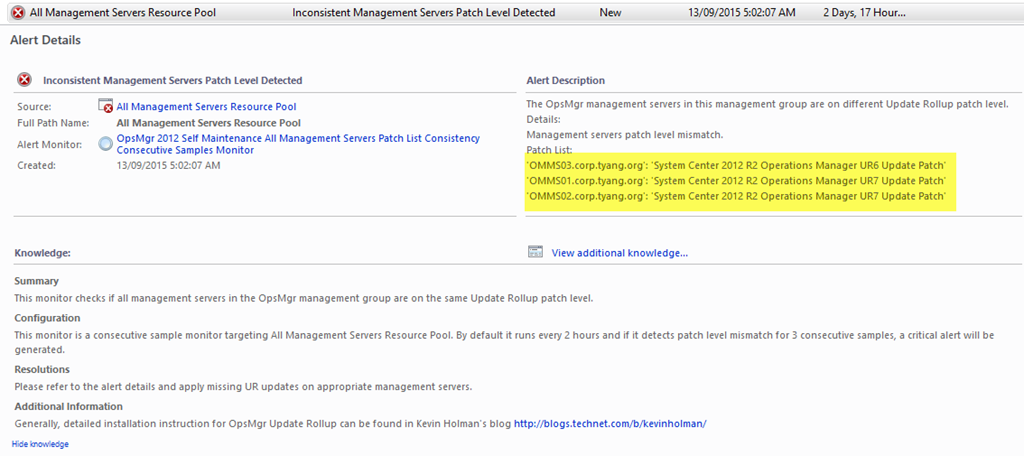 All Management Servers Resource Pool Inconsistent Management Servers Patch Level Detected New 13/09/2015 5:02:07 AM 2 Days, 17 Hour...
Alert Details
Inconsistent Management Servers Patch Level Detected
Source: All Management Servers Resource Pool
Full Path Name: All Management Servers Resource Pool
Alert Monitor: OpsMgr 2012 Self Maintenance All Management Servers Patch List Consistency
Consecutive Samples Monitor
Created: 13/09/2015 5:02:07 AM
Alert Description
The OpsMgr management servers in this management group are on different Update Rollup patch level.
Details:
Management servers patch level mismatch.
Patch List:
'OMMS03.corp.tyang.org': 'System Center 2012 R2 Operations Manager UR6 Update Patch'
'OMMS01.corp.tyang.org': 'System Center 2012 R2 Operations Manager UR7 Update Patch'
'OMMS02.corp.tyang.org': 'System Center 2012 R2 Operations Manager UR7 Update Patch'
Knowledge: View additional knowledge...
Summary
This monitor checks if all management servers in the OpsMgr management group are on the same Update Rollup patch level.
Configuration
This monitor is a consecutive sample monitor targeting All Management Servers Resource Pool. By default it runs every 2 hours and if it detects patch level mismatch for 3 consecutive samples, a critical alert will be
generated.
Resolutions
Please refer to the alert details and apply missing UR updates on appropriate management servers.
Additional Information
Generally, detailed installation instruction for OpsMgr Update Rollup can be found in Kevin Holman's blog http://blogs.technet.com/b/kevinholman/
Hide knowledge